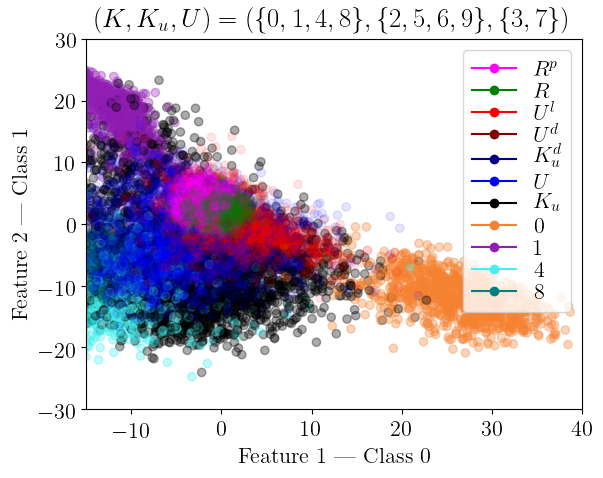 (K, K_u, U) = ({0, 1, 4, 8}, {2, 5, 6, 9}, {3, 7})
30
20
10
0
−10
−20
−30
Feature 2 — Class 1
R^p
R
U^l
U^d
K_u^d
U
K_u
0
1
4
8
−10 0 10 20 30 40
Feature 1 — Class 0